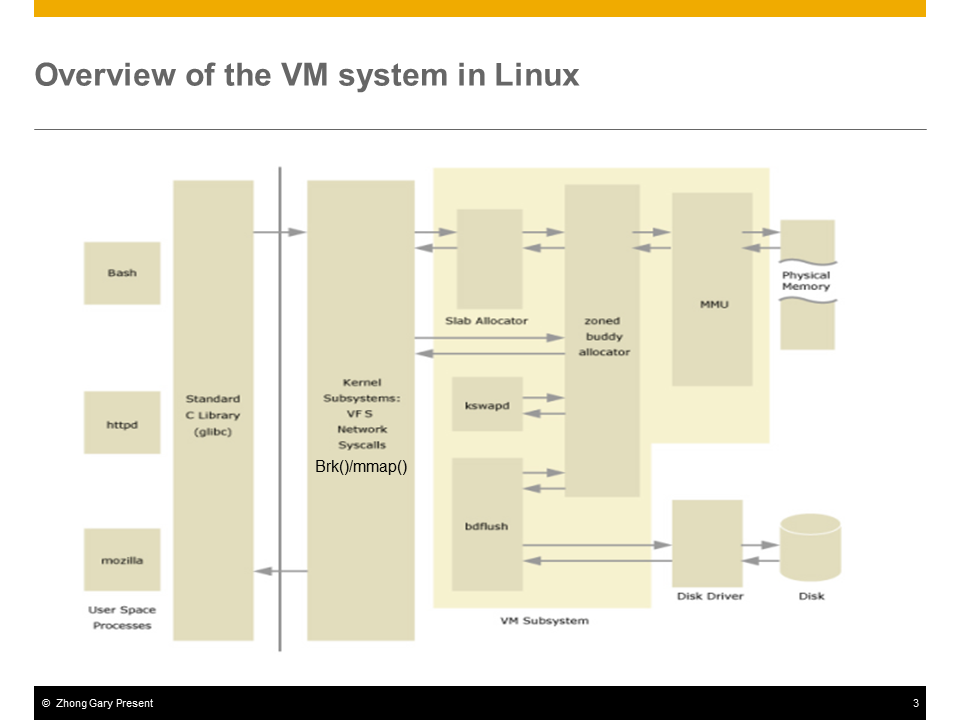 Overview of the VM system in Linux
Bash
httpd
mozilla
User Space
Processes
Standard
C Library
(glibc)
Kernel
Subsystems:
VF S
Network
Syscalls
Brk()/mmap()
Slab Allocator
kswapd
bdflush
zoned
buddy
allocator
MMU
Physical
Memory
Disk Driver
Disk
VM Subsystem
© Zhong Gary Present
3